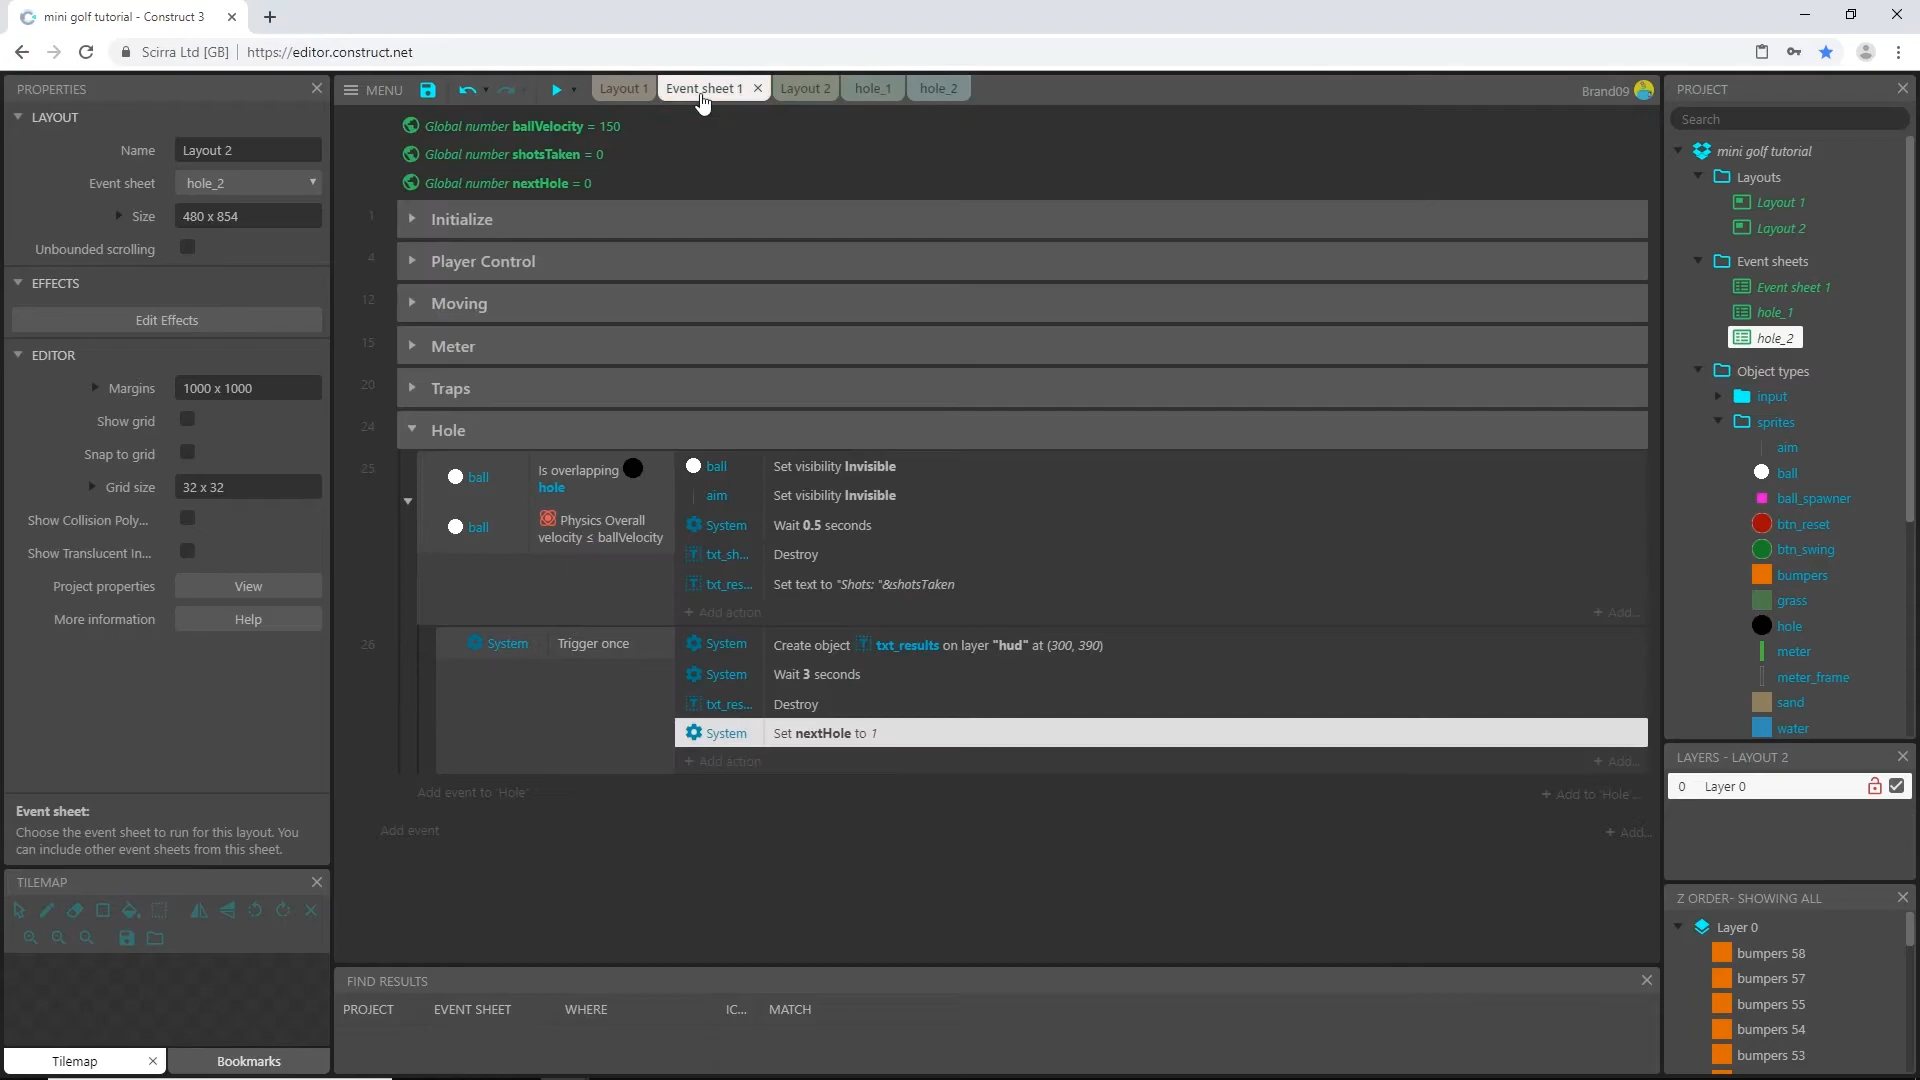 mini golf tutorial - Construct 3
Scirra Ltd [GB] https://editor.construct.net
PROPERTIES
LAYOUT
Name Layout 2
Event sheet hole_2
Size 480 x 854
Unbounded scrolling
EFFECTS
Edit Effects
EDITOR
Margins 1000 x 1000
Show grid
Snap to grid
Grid size 32 x 32
Show Collision Poly...
Show Translucent In...
Project properties View
More information Help
Event sheet:
Choose the event sheet to run for this layout. You
can include other event sheets from this sheet.
TILEMAP
Tilemap Bookmarks
MENU Layout 1 Event sheet 1 Layout 2 hole_1 hole_2 Brand09
Global number ballVelocity = 150
Global number shotsTaken = 0
Global number nextHole = 0
1 Initialize
4 Player Control
12 Moving
15 Meter
20 Traps
24 Hole
25 ball Is overlapping hole
ball Physics Overall velocity ≤ ballVelocity
ball Set visibility Invisible
aim Set visibility Invisible
System Wait 0.5 seconds
txt_sh... Destroy
txt_res... Set text to "Shots: "&shotsTaken
+ Add action + Add...
26 System Trigger once
System Create object txt_results on layer "hud" at (300, 390)
System Wait 3 seconds
txt_res... Destroy
System Set nextHole to 1
+ Add action + Add...
Add event to 'Hole' + Add to 'Hole'...
Add event + Add...
FIND RESULTS
PROJECT EVENT SHEET WHERE IC... MATCH
PROJECT
Search
mini golf tutorial
Layouts
Layout 1
Layout 2
Event sheets
Event sheet 1
hole_1
hole_2
Object types
input
sprites
aim
ball
ball_spawner
btn_reset
btn_swing
bumpers
grass
hole
meter
meter_frame
sand
water
LAYERS - LAYOUT 2
0 Layer 0
Z ORDER- SHOWING ALL
Layer 0
bumpers 58
bumpers 57
bumpers 55
bumpers 54
bumpers 53